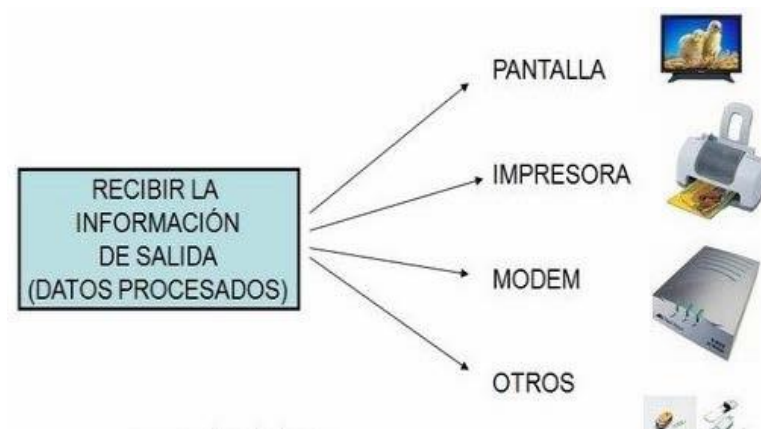 RECIBIR LA
INFORMACIÓN
DE SALIDA
(DATOS PROCESADOS)
PANTALLA
IMPRESORA
MODEM
OTROS